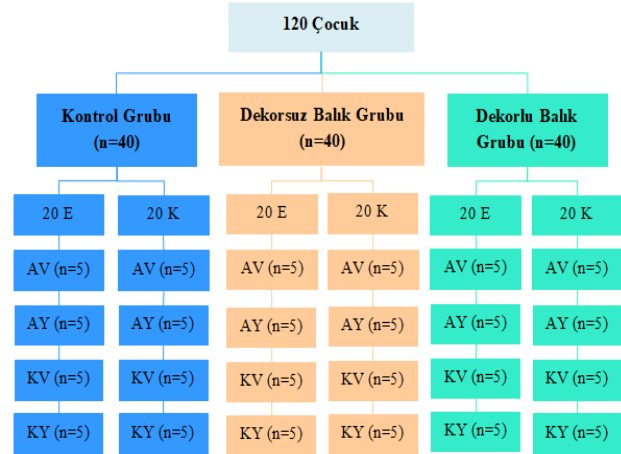 120 Çocuk
Kontrol Grubu
(n=40)
Dekorsuz Balık Grubu
(n=40)
Dekorlu Balık
Grubu (n=40)
20 E
20 K
20 E
20 K
20 E
20 K
AV (n=5)
AV (n=5)
AV (n=5)
AV (n=5)
AV (n=5)
AV (n=5)
AY (n=5)
AY (n=5)
AY (n=5)
AY (n=5)
AY (n=5)
AY (n=5)
KV (n=5)
KV (n=5)
KV (n=5)
KV (n=5)
KV (n=5)
KV (n=5)
KY (n=5)
KY (n=5)
KY (n=5)
KY (n=5)
KY (n=5)
KY (n=5)